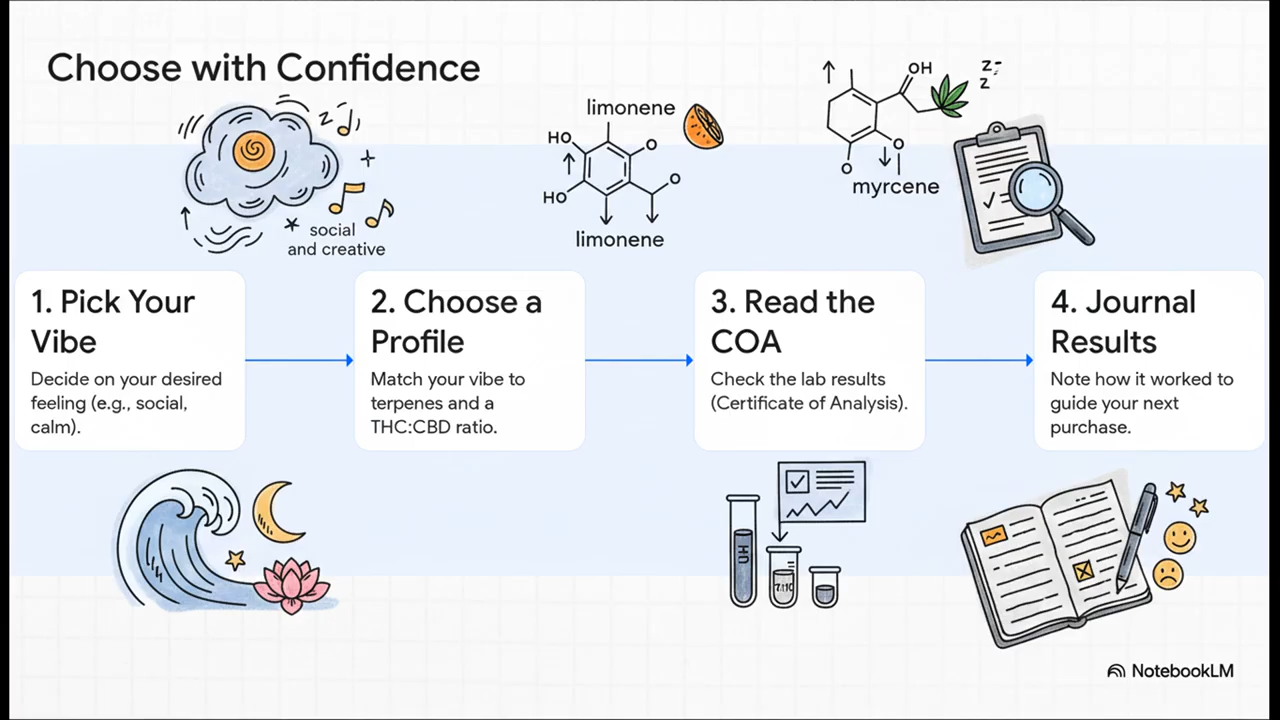 Choose with Confidence
z
social
and creative
limonene
HO
O
O
HO
limonene
OH
z
z
O
O
myrcene
1. Pick Your
Vibe
Decide on your desired
feeling (e.g., social,
calm).
2. Choose a
Profile
Match your vibe to
terpenes and a
THC:CBD ratio.
3. Read the
COA
Check the lab results
(Certificate of Analysis).
4. Journal
Results
Note how it worked to
guide your next
purchase.
NotebookLM